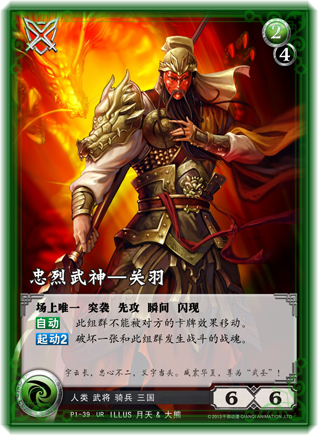 2
4
忠烈武神—关羽
场上唯一 突袭 先攻 瞬间 闪现
自动 此组群不能被对方的卡牌效果移动。
起动2 破坏一张和此组群发生战斗的战魂。
字云长，忠心不二，义字当头。威震华夏，尊为“武圣”！
人类 武将 骑兵 三国
6 6
P1-39 UR ILLUS 月天 & 大熊